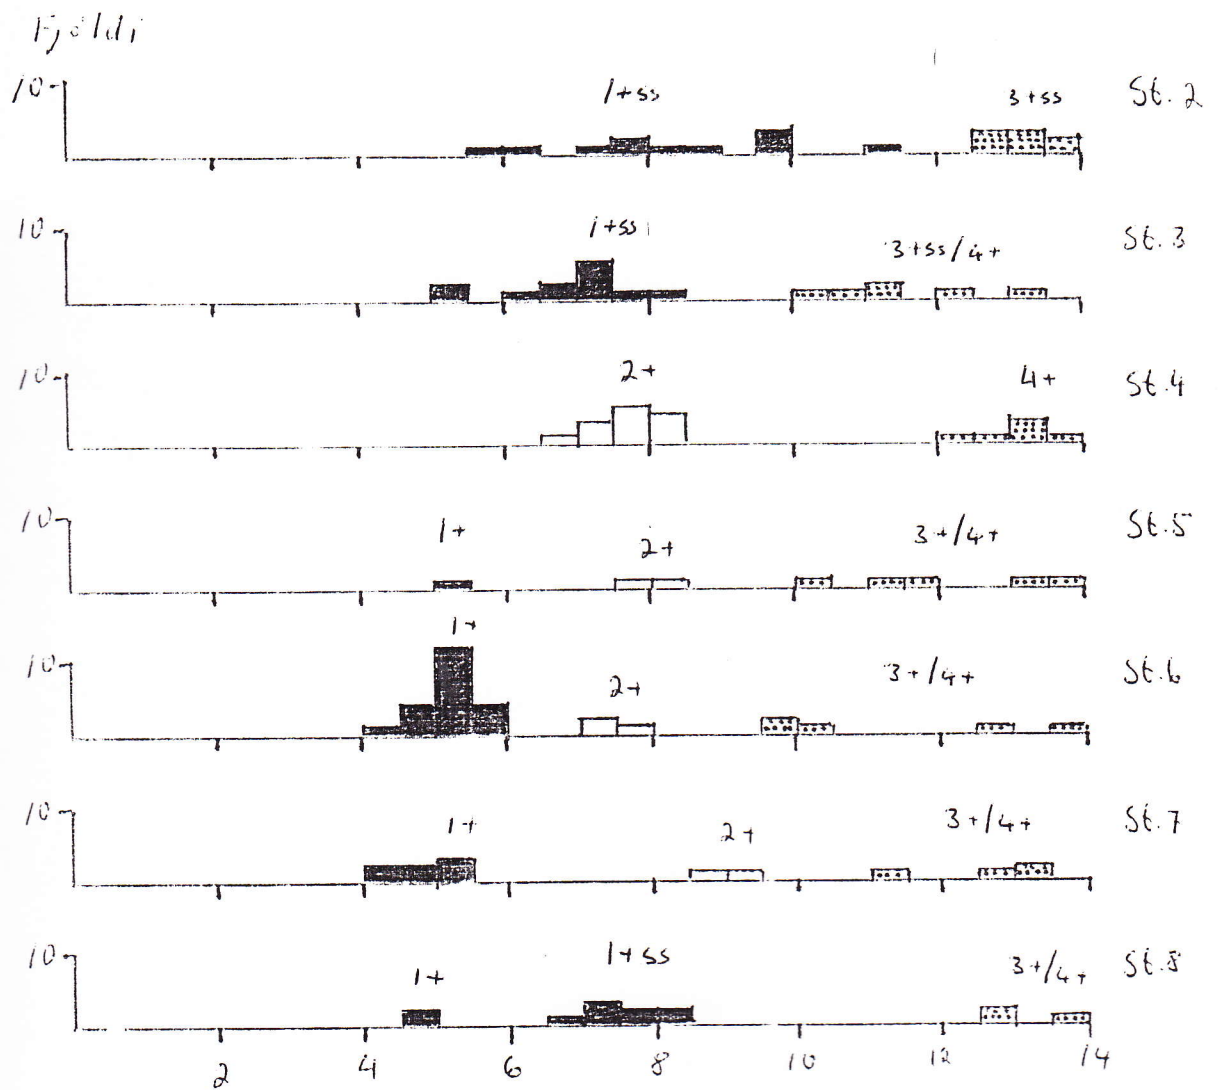 Fjöldi
10 1+ss 3+ss St. 2
10 1+ss 3+ss/4+ St. 3
10 2+ 4+ St. 4
10 1+ 2+ 3+/4+ St. 5
10 1+ 2+ 3+/4+ St. 6
10 1+ 2+ 3+/4+ St. 7
10 1+ 1+ss 3+/4+ St. 8
2 4 6 8 10 12 14